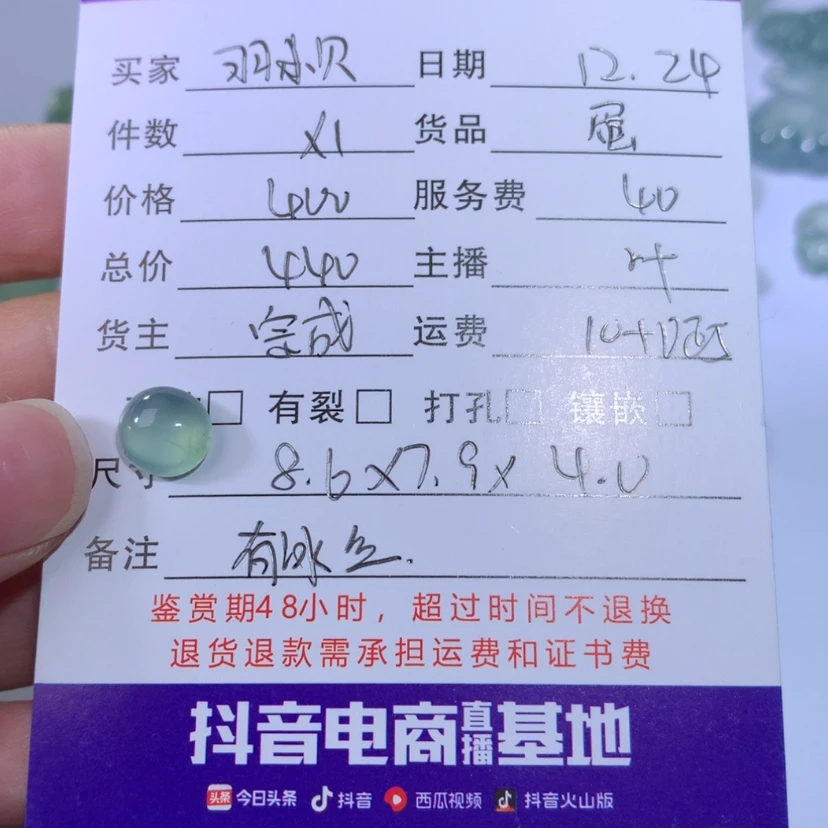 买家 羽求贝 日期 12.24
件数 x1 货品 蛋
价格 400 服务费 40
总价 440 主播 叶
货主 完成 运费 10+
有裂 打孔 镶嵌
尺寸 8.6x7.9x4.0
备注 有冰
鉴赏期48小时，超过时间不退换
退货退款需承担运费和证书费
抖音电商直播基地
头条 今日头条 抖音 西瓜视频 抖音火山版